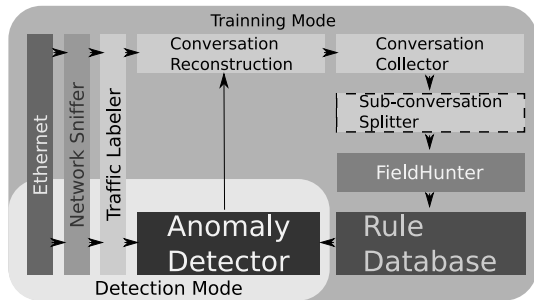 Trainning Mode
Ethernet
Network Sniffer
Traffic Labeler
Conversation
Reconstruction
Conversation
Collector
Sub-conversation
Splitter
FieldHunter
Anomaly
Detector
Rule
Database
Detection Mode